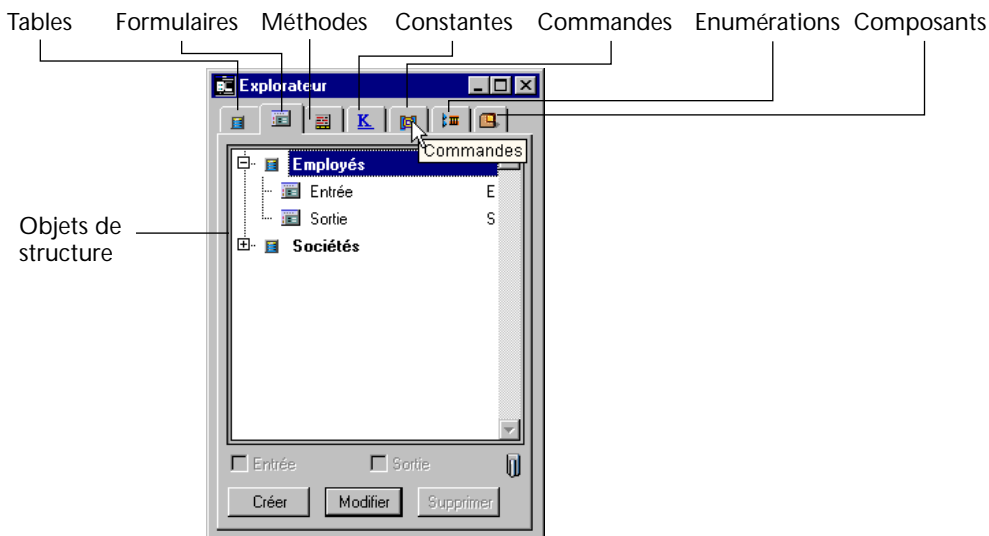 Tables Formulaires Méthodes Constantes Commandes Enumérations Composants
Explorateur
K
Commandes
Employés
Entrée E
Sortie S
Sociétés
Objets de
structure
Entrée Sortie
Créer Modifier Supprimer